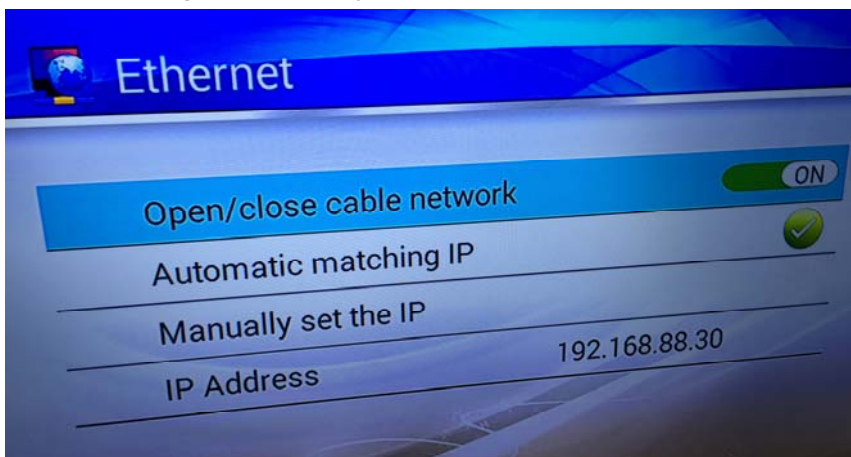 Ethernet
Open/close cable network ON
Automatic matching IP
Manually set the IP
IP Address 192.168.88.30